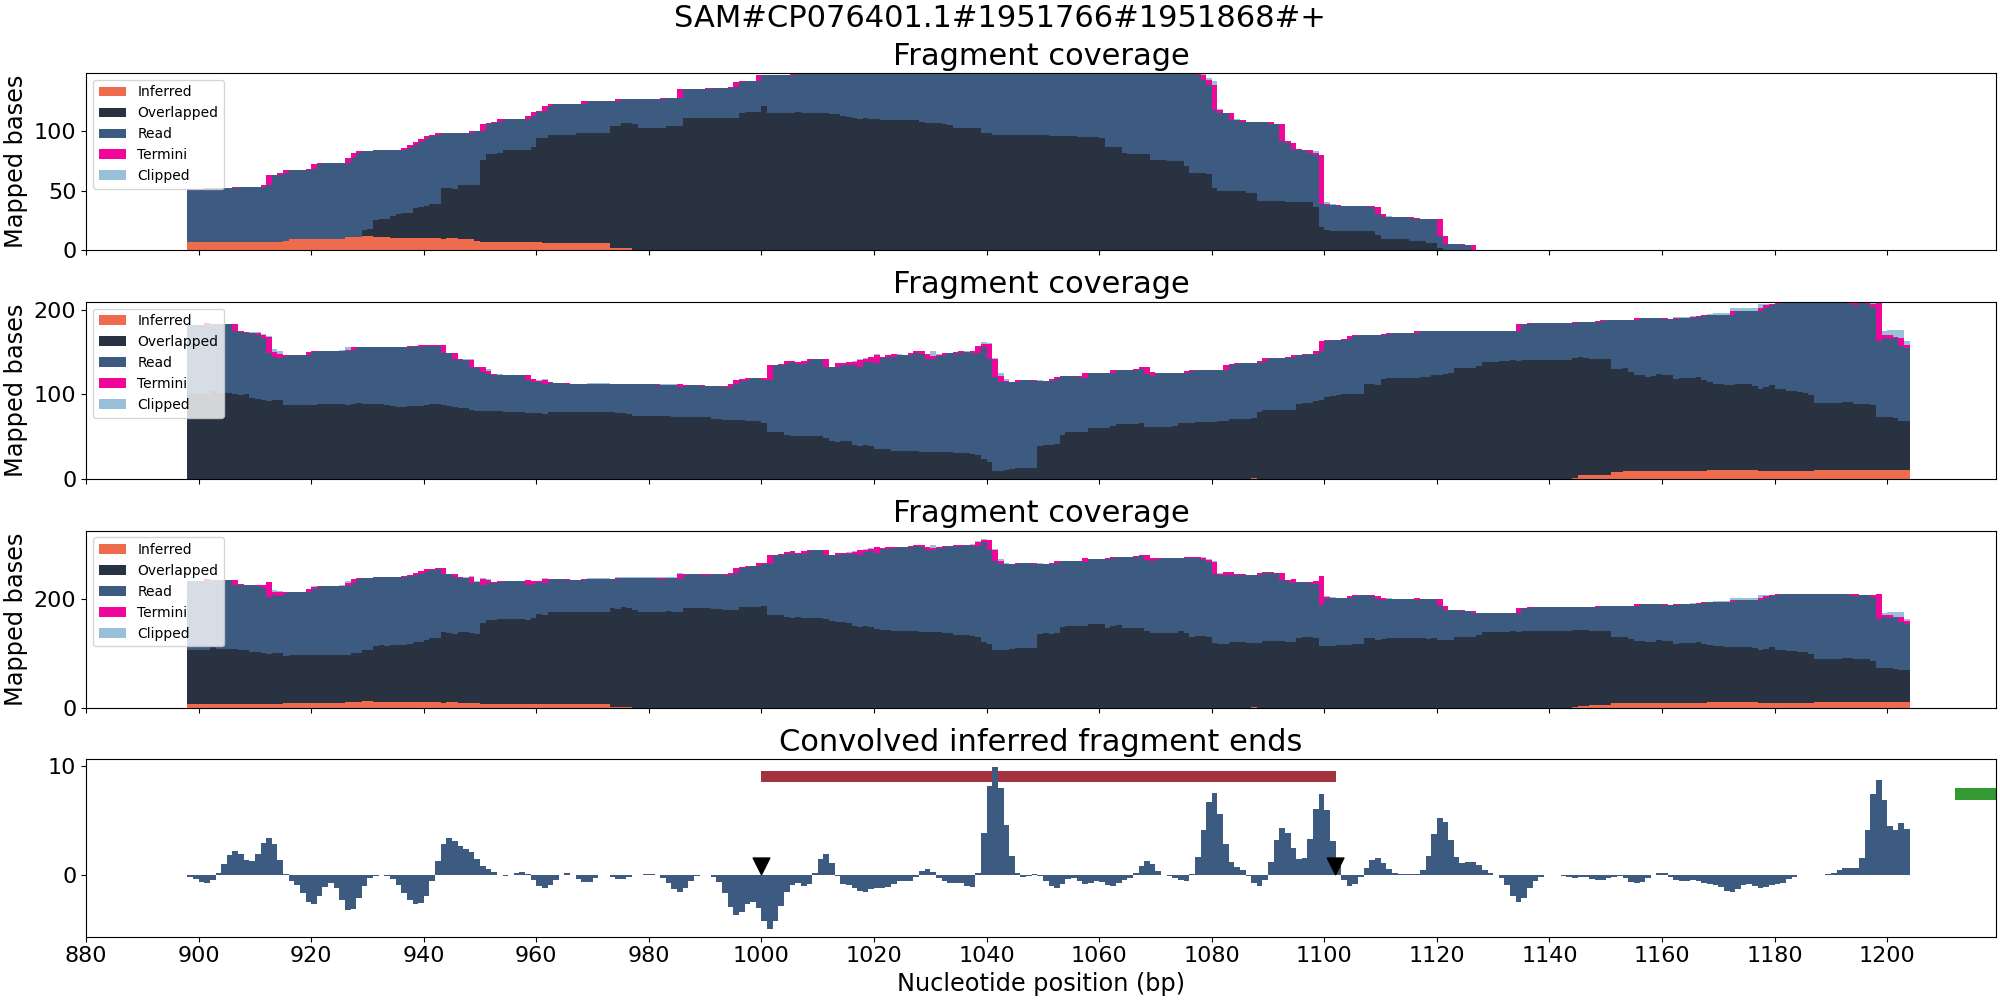 SAM#CP076401.1#1951766#1951868#+
Fragment coverage
Mapped bases
100
50
0
Inferred
Overlapped
Read
Termini
Clipped
Fragment coverage
Mapped bases
200
100
0
Inferred
Overlapped
Read
Termini
Clipped
Fragment coverage
Mapped bases
200
0
Inferred
Overlapped
Read
Termini
Clipped
Convolved inferred fragment ends
10
0
880 900 920 940 960 980 1000 1020 1040 1060 1080 1100 1120 1140 1160 1180 1200
Nucleotide position (bp)